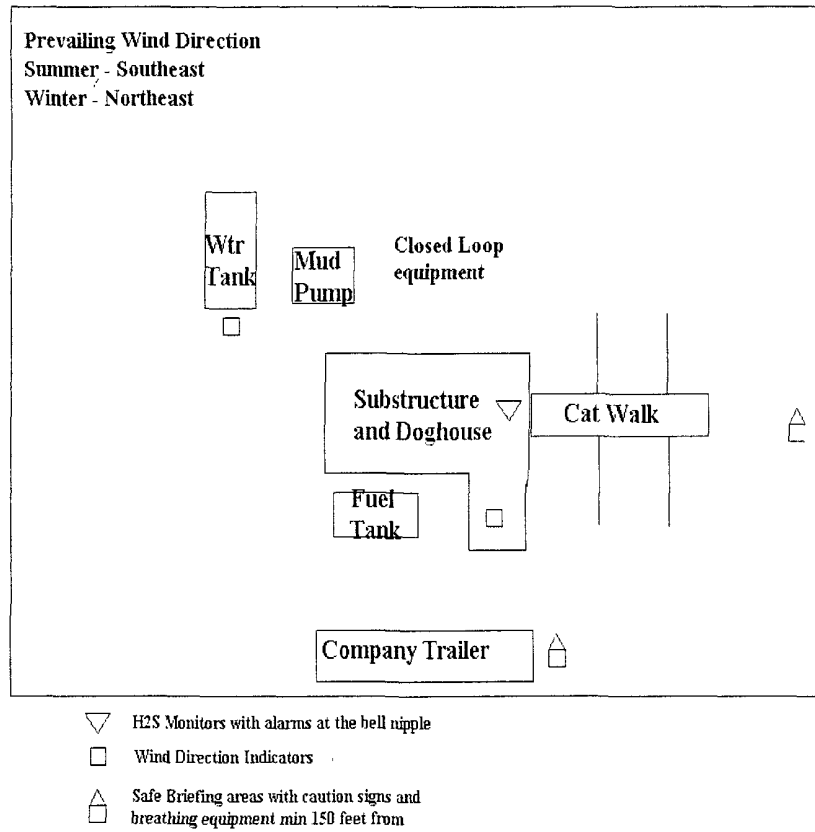 Prevailing Wind Direction
Summer - Southeast
Winter - Northeast
Wtr
Tank
Mud
Pump
Closed Loop
equipment
Substructure
and Doghouse
Cat Walk
Fuel
Tank
Company Trailer
H2S Monitors with alarms at the bell nipple
Wind Direction Indicators
Safe Briefing areas with caution signs and
breathing equipment min 150 feet from